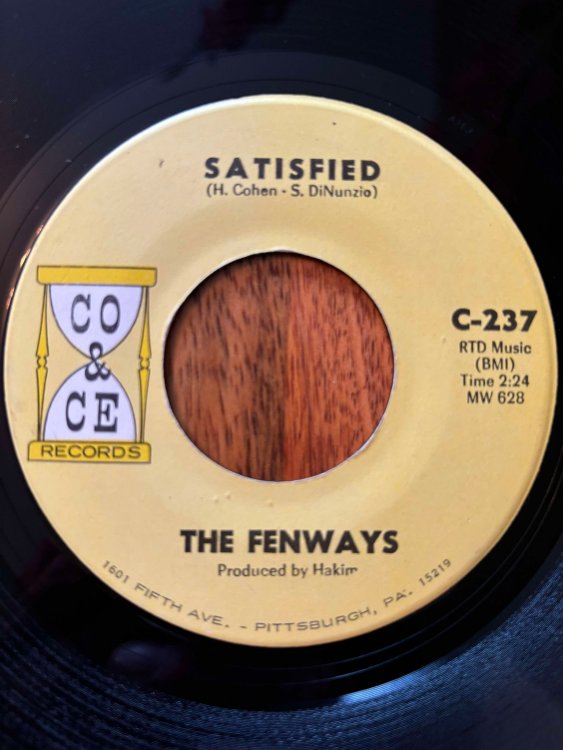 SATISFIED
(H. Cohen - S. DiNunzio)
CO
&
CE
RECORDS
C-237
RTD Music
(BMI)
Time 2:24
MW 628
THE FENWAYS
Produced by Hakim
1601 FIFTH AVE. - PITTSBURGH, PA. 15219